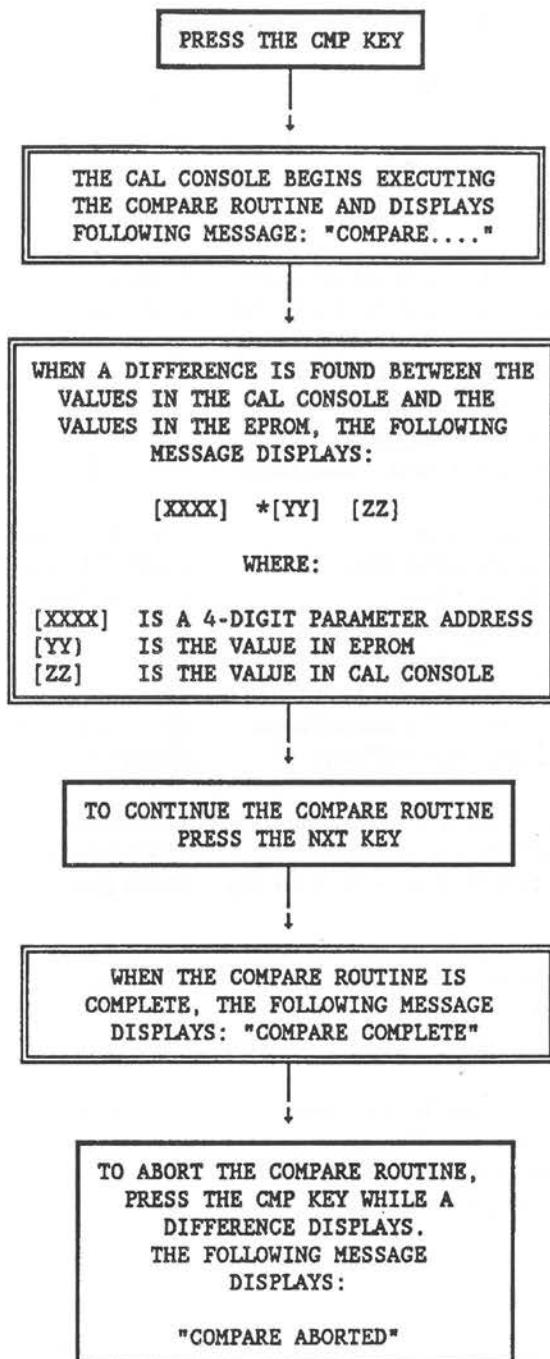 PRESS THE CMP KEY
THE CAL CONSOLE BEGINS EXECUTING
THE COMPARE ROUTINE AND DISPLAYS
FOLLOWING MESSAGE: "COMPARE...."
WHEN A DIFFERENCE IS FOUND BETWEEN THE
VALUES IN THE CAL CONSOLE AND THE
VALUES IN THE EPROM, THE FOLLOWING
MESSAGE DISPLAYS:
[XXXX] *[YY] [ZZ}
WHERE:
[XXXX] IS A 4-DIGIT PARAMETER ADDRESS
[YY) IS THE VALUE IN EPROM
[ZZ] IS THE VALUE IN CAL CONSOLE
TO CONTINUE THE COMPARE ROUTINE
PRESS THE NXT KEY
WHEN THE COMPARE ROUTINE IS
COMPLETE, THE FOLLOWING MESSAGE
DISPLAYS: "COMPARE COMPLETE"
TO ABORT THE COMPARE ROUTINE,
PRESS THE CMP KEY WHILE A
DIFFERENCE DISPLAYS.
THE FOLLOWING MESSAGE
DISPLAYS:
"COMPARE ABORTED"